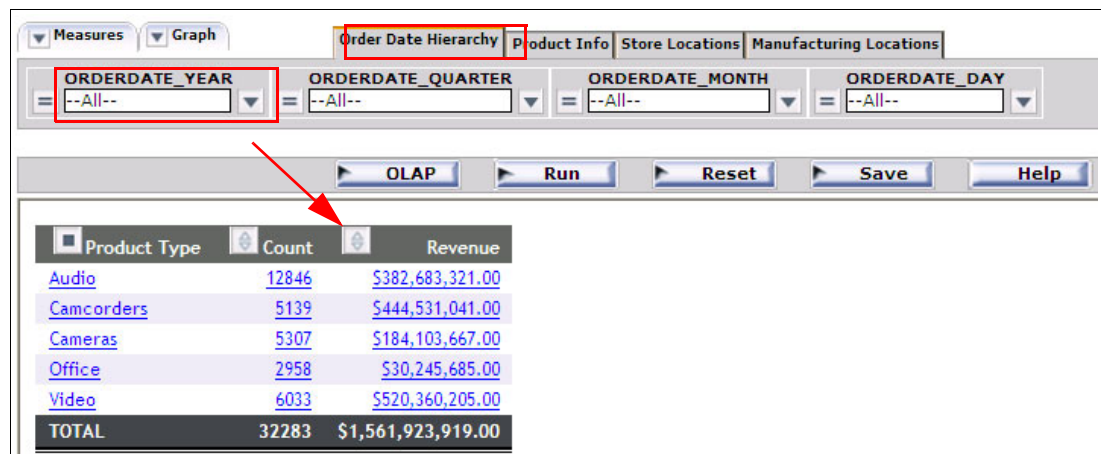 Measures Graph Order Date Hierarchy Product Info Store Locations Manufacturing Locations
ORDERDATE_YEAR ORDERDATE_QUARTER ORDERDATE_MONTH ORDERDATE_DAY
= --All-- = --All-- = --All-- = --All--
OLAP Run Reset Save Help
Product Type Count Revenue
Audio 12846 $382,683,321.00
Camcorders 5139 $444,531,041.00
Cameras 5307 $184,103,667.00
Office 2958 $30,245,685.00
Video 6033 $520,360,205.00
TOTAL 32283 $1,561,923,919.00